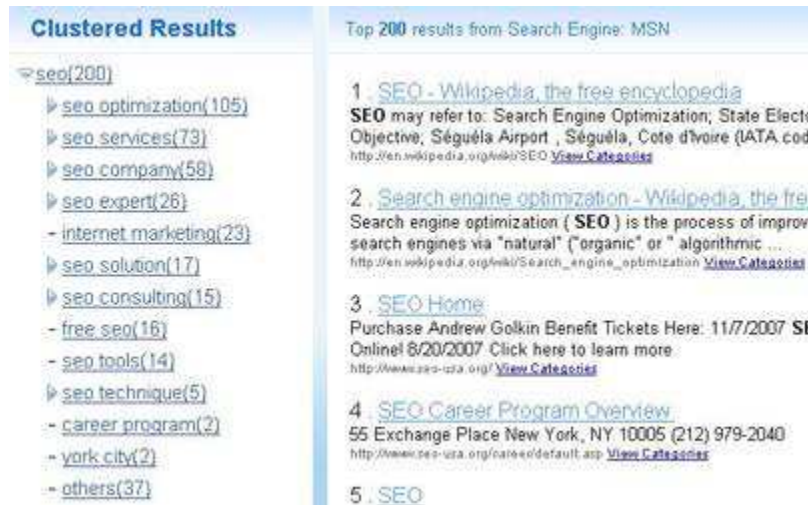 Clustered Results
seo(200)
seo optimization(105)
seo services(73)
seo company(58)
seo expert(26)
- internet marketing(23)
seo solution(17)
seo consulting(15)
- free seo(16)
- seo tools(14)
seo technique(5)
- career program(2)
- york city(2)
- others(37)
Top 200 results from Search Engine: MSN
1 . SEO - Wikipedia, the free encyclopedia
SEO may refer to: Search Engine Optimization; State Elect
Objective; Séguéla Airport , Séguéla, Cote d'Ivoire (IATA cod
http://en.wikipedia.org/wiki/SEO View Categories
2 . Search engine optimization - Wikipedia, the fre
Search engine optimization ( SEO ) is the process of improv
search engines via "natural" ("organic" or " algorithmic ...
http://en.wikipedia.org/wiki/Search_engine_optimization View Categories
3 . SEO Home
Purchase Andrew Golkin Benefit Tickets Here: 11/7/2007 SE
Online! 8/20/2007 Click here to learn more
http://www.seo-usa.org/ View Categories
4 . SEO Career Program Overview
55 Exchange Place New York, NY 10005 (212) 979-2040
http://www.seo-usa.org/career/default.asp View Categories
5 . SEO